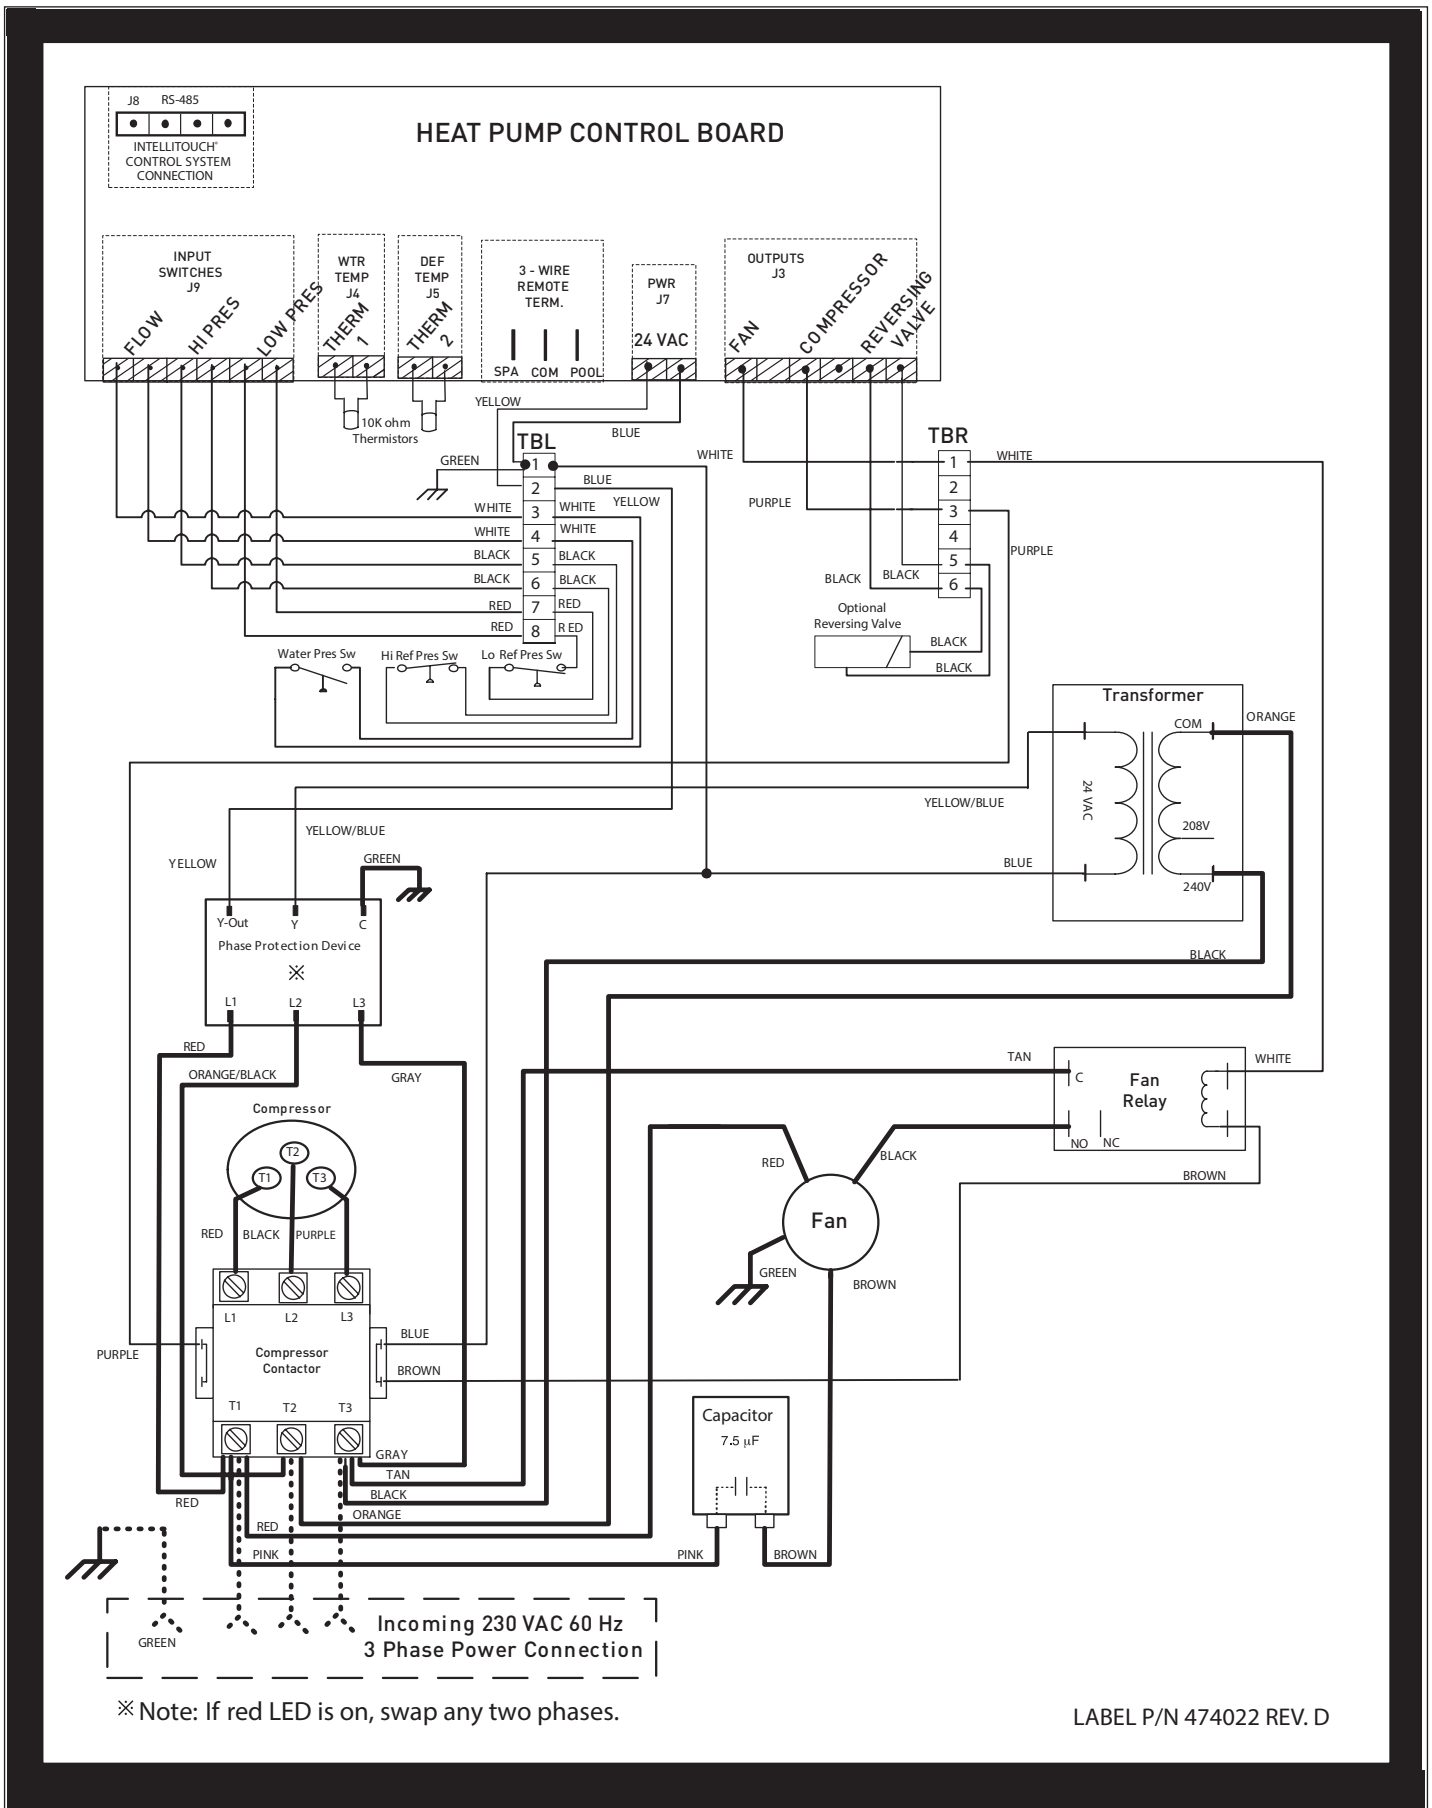 J8 RS-485
INTELLITOUCH®
CONTROL SYSTEM
CONNECTION
HEAT PUMP CONTROL BOARD
INPUT
SWITCHES
J9
FLOW
HI PRES
LOW PRES
WTR
TEMP
J4
THERM
1
DEF
TEMP
J5
THERM
2
3 - WIRE
REMOTE
TERM.
SPA COM POOL
PWR
J7
24 VAC
OUTPUTS
J3
FAN
COMPRESSOR
REVERSING
VALVE
10K ohm
Thermistors
YELLOW
BLUE
GREEN
TBL
1
2
3
4
5
6
7
8
BLUE
YELLOW
WHITE WHITE
WHITE WHITE
BLACK BLACK
BLACK BLACK
RED RED
RED RED
Water Pres Sw
Hi Ref Pres Sw
Lo Ref Pres Sw
TBR
1
2
3
4
5
6
WHITE WHITE
PURPLE
PURPLE
BLACK BLACK
Optional
Reversing Valve
BLACK
BLACK
Transformer
COM
ORANGE
24 VAC
208V
240V
YELLOW/BLUE
YELLOW/BLUE
YELLOW
GREEN
BLUE
BLACK
Y-Out Y C
Phase Protection Device
※
L1 L2 L3
RED
ORANGE/BLACK
GRAY
TAN
C
Fan
Relay
NO NC
WHITE
BROWN
Compressor
T2
T1 T3
RED BLACK PURPLE
RED
BLACK
Fan
GREEN
BROWN
L1 L2 L3
PURPLE
Compressor
Contactor
BLUE
BROWN
T1 T2 T3
Capacitor
7.5 µF
GRAY
TAN
BLACK
RED
ORANGE
RED
PINK
PINK BROWN
GREEN
Incoming 230 VAC 60 Hz
3 Phase Power Connection
※ Note: If red LED is on, swap any two phases.
LABEL P/N 474022 REV. D